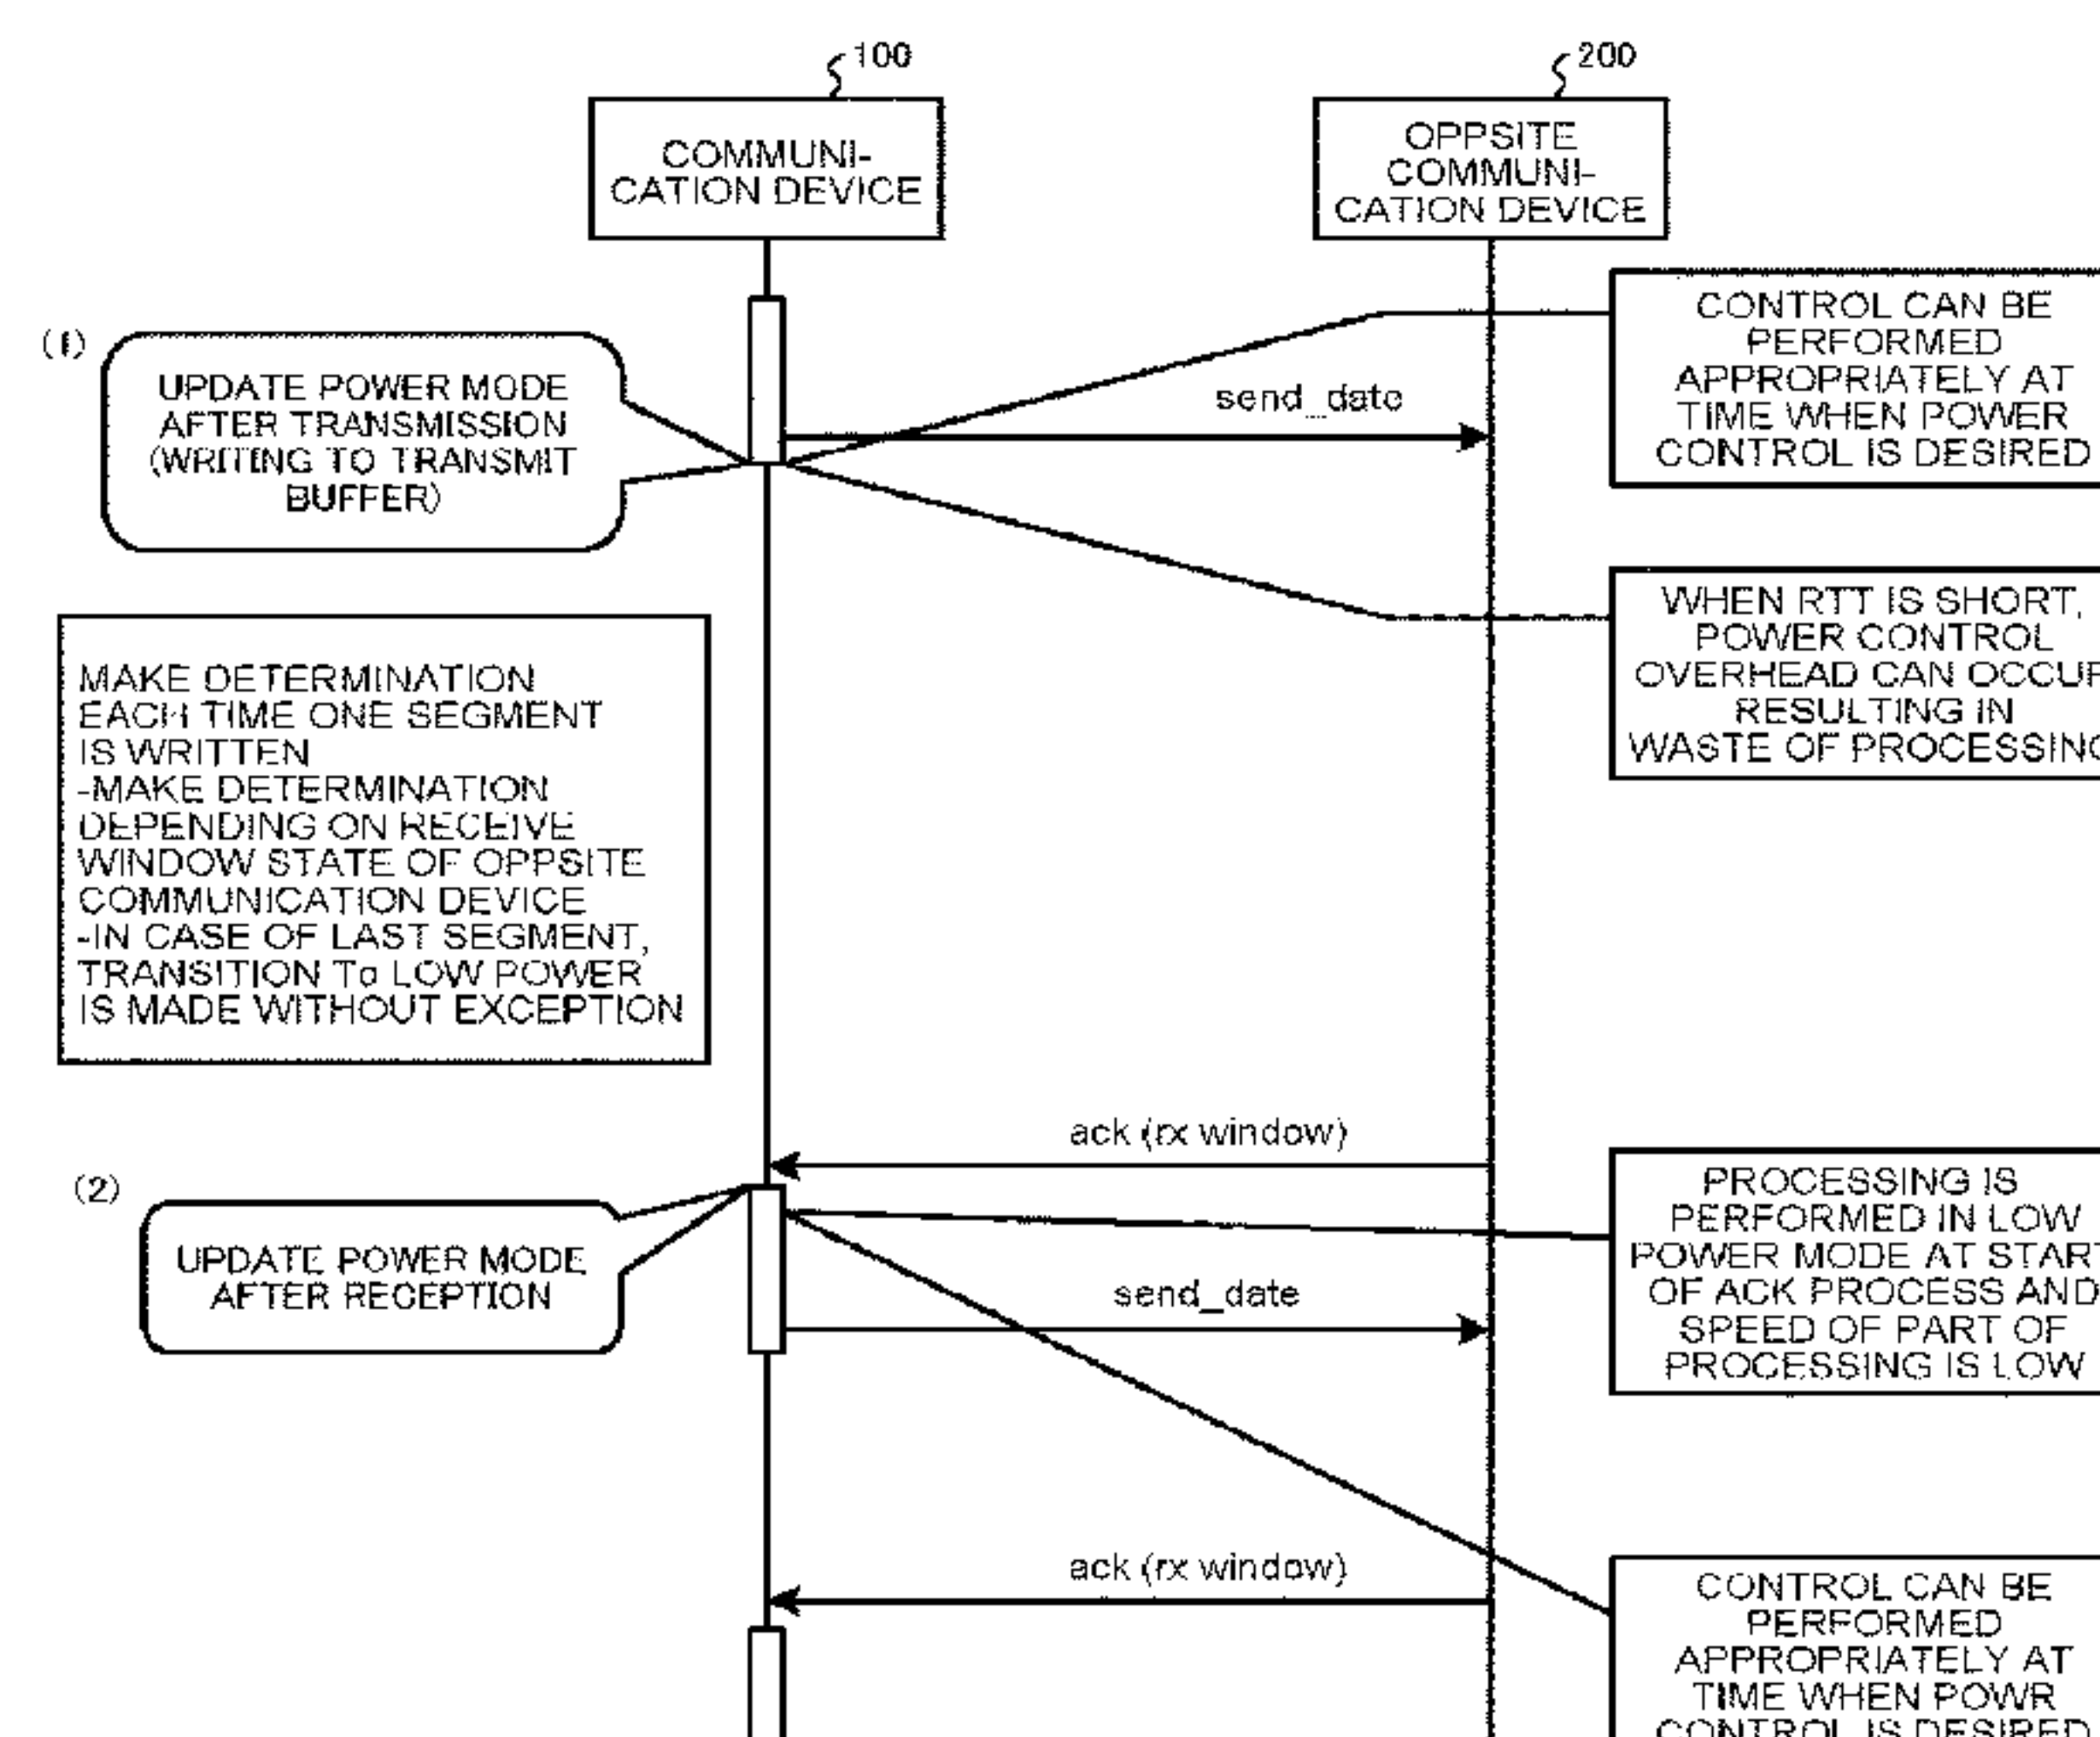 100
200
COMMUNI-
CATION DEVICE
OPPSITE
COMMUNI-
CATION DEVICE
(1)
UPDATE POWER MODE
AFTER TRANSMISSION
(WRITING TO TRANSMIT
BUFFER)
send_date
CONTROL CAN BE
PERFORMED
APPROPRIATELY AT
TIME WHEN POWER
CONTROL IS DESIRED
WHEN RTT IS SHORT,
POWER CONTROL
OVERHEAD CAN OCCUR
RESULTING IN
WASTE OF PROCESSING
MAKE DETERMINATION
EACH TIME ONE SEGMENT
IS WRITTEN
-MAKE DETERMINATION
DEPENDING ON RECEIVE
WINDOW STATE OF OPPSITE
COMMUNICATION DEVICE
-IN CASE OF LAST SEGMENT,
TRANSITION To LOW POWER
IS MADE WITHOUT EXCEPTION
ack (rx window)
(2)
UPDATE POWER MODE
AFTER RECEPTION
send_date
PROCESSING IS
PERFORMED IN LOW
POWER MODE AT START
OF ACK PROCESS AND
SPEED OF PART OF
PROCESSING IS LOW
ack (rx window)
CONTROL CAN BE
PERFORMED
APPROPRIATELY AT
TIME WHEN POWR
CONTROL IS DESIRED